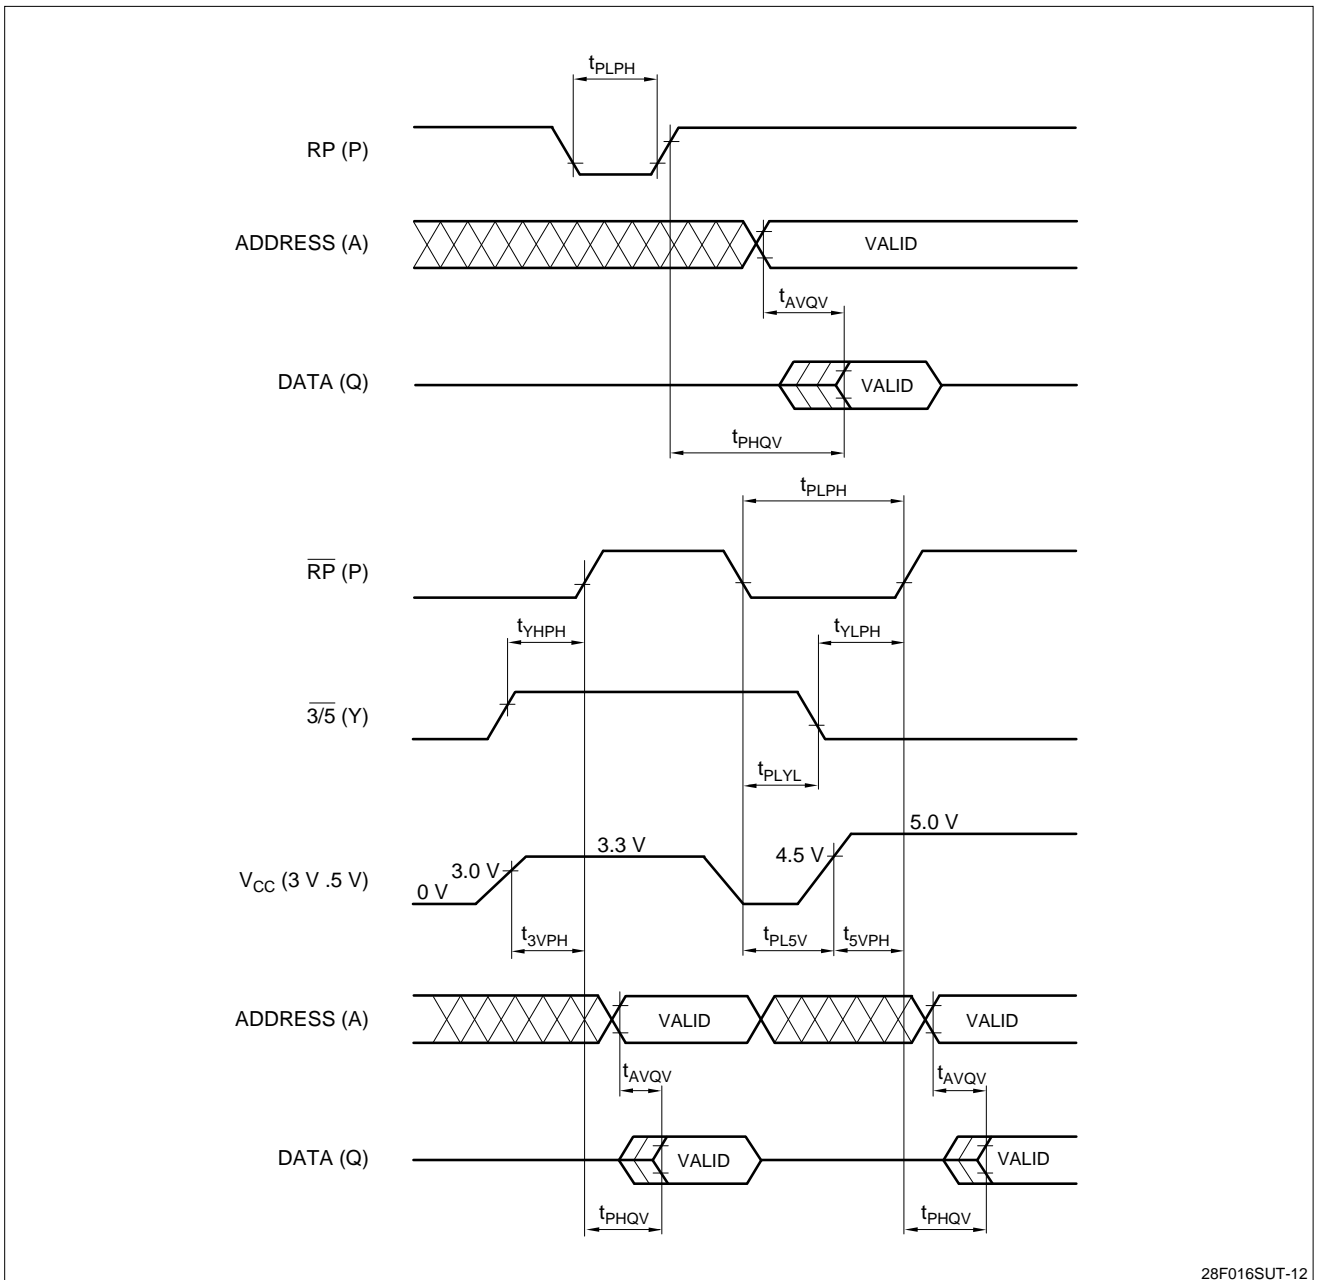 tPLPH
RP (P)
ADDRESS (A)
VALID
tAVQV
DATA (Q)
VALID
tPHQV
tPLPH
R̅P̅ (P)
tYHPH
tYLPH
3̅/̅5̅ (Y)
tPLYL
5.0 V
3.3 V
4.5 V
3.0 V
VCC (3 V .5 V)
0 V
t3VPH
tPL5V
t5VPH
ADDRESS (A)
VALID
VALID
tAVQV
tAVQV
DATA (Q)
VALID
VALID
tPHQV
tPHQV
28F016SUT-12